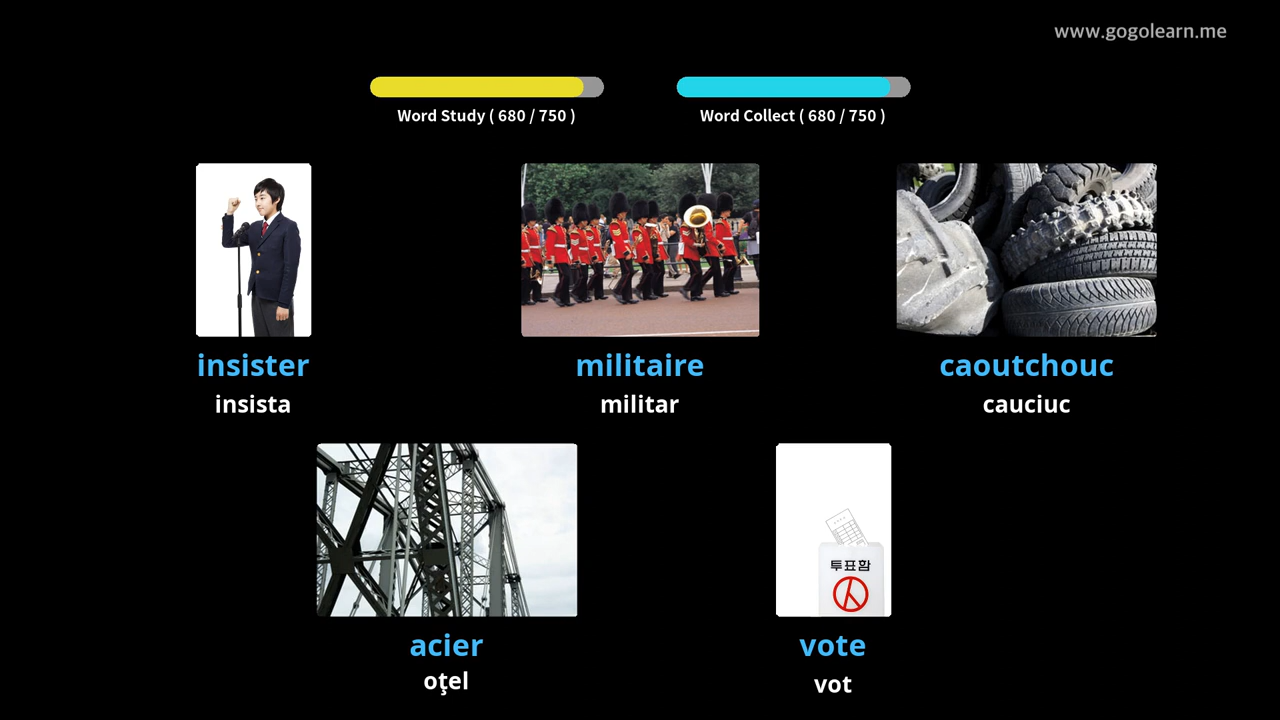 www.gogolearn.me
Word Study ( 680 / 750 )
Word Collect ( 680 / 750 )
insister
insista
militaire
militar
caoutchouc
cauciuc
투표함
acier
oţel
vote
vot